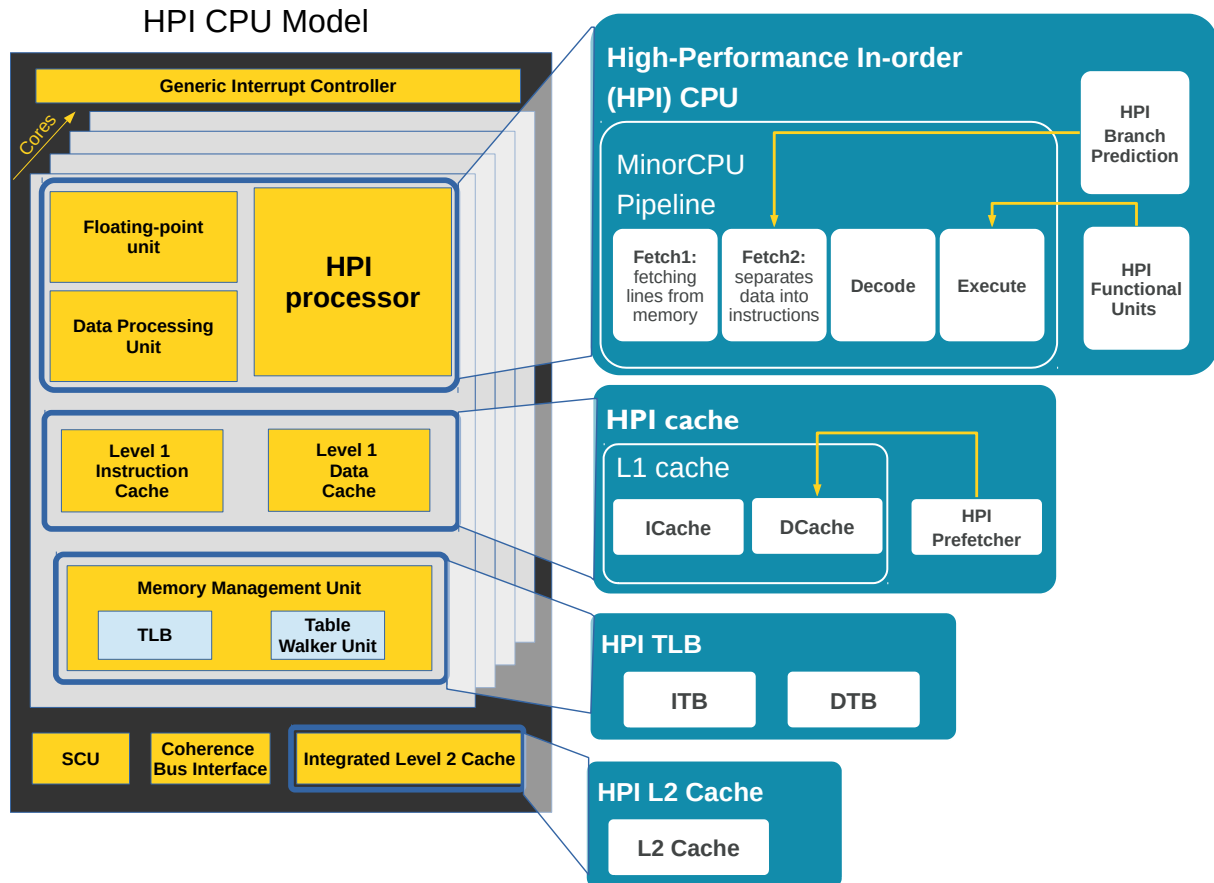 HPI CPU Model
Generic Interrupt Controller
Cores
Floating-point
unit
HPI
processor
Data Processing
Unit
Level 1
Instruction
Cache
Level 1
Data
Cache
Memory Management Unit
TLB
Table
Walker Unit
SCU
Coherence
Bus Interface
Integrated Level 2 Cache
High-Performance In-order
(HPI) CPU
HPI
Branch
Prediction
MinorCPU
Pipeline
Fetch1:
fetching
lines from
memory
Fetch2:
separates
data into
instructions
Decode
Execute
HPI
Functional
Units
HPI cache
L1 cache
ICache
DCache
HPI
Prefetcher
HPI TLB
ITB
DTB
HPI L2 Cache
L2 Cache